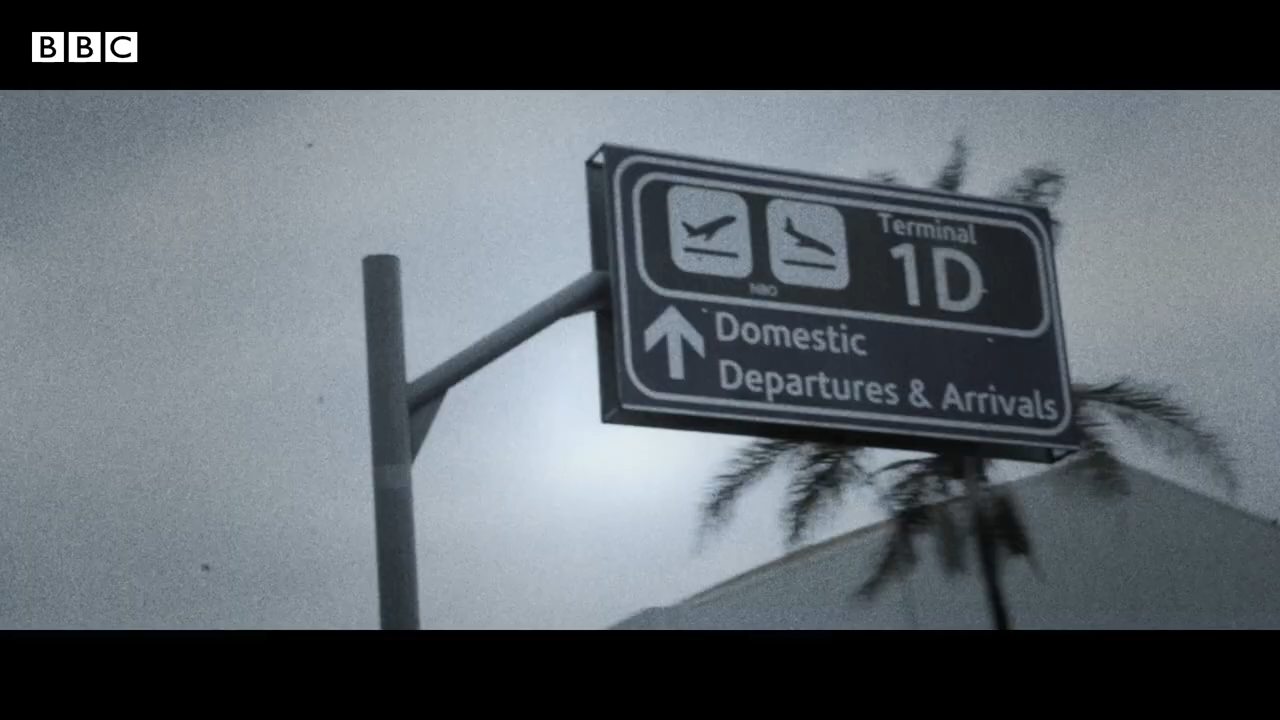 BBC
Terminal
1D
NBO
Domestic
Departures & Arrivals